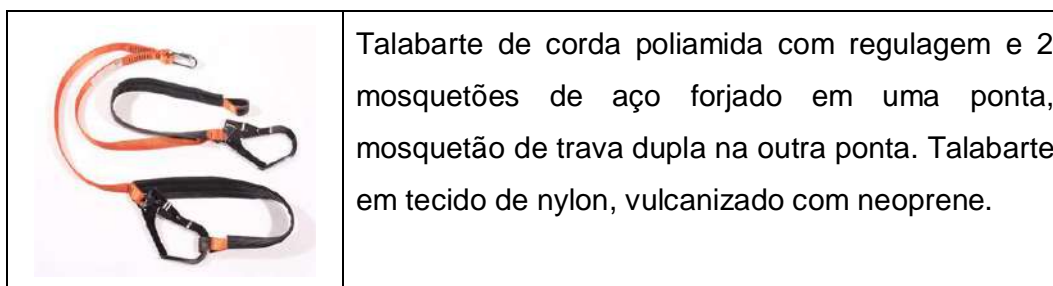 Talabarte de corda poliamida com regulagem e 2
mosquetões de aço forjado em uma ponta,
mosquetão de trava dupla na outra ponta. Talabarte
em tecido de nylon, vulcanizado com neoprene.